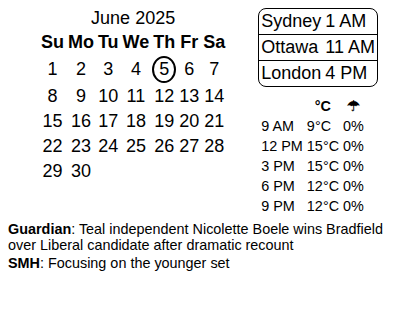 June 2025
Su Mo Tu We Th Fr Sa
1 2 3 4 5 6 7
8 9 10 11 12 13 14
15 16 17 18 19 20 21
22 23 24 25 26 27 28
29 30
Sydney 1 AM
Ottawa 11 AM
London 4 PM
°C ☂
9 AM 9°C 0%
12 PM 15°C 0%
3 PM 15°C 0%
6 PM 12°C 0%
9 PM 12°C 0%
Guardian: Teal independent Nicolette Boele wins Bradfield
over Liberal candidate after dramatic recount
SMH: Focusing on the younger set